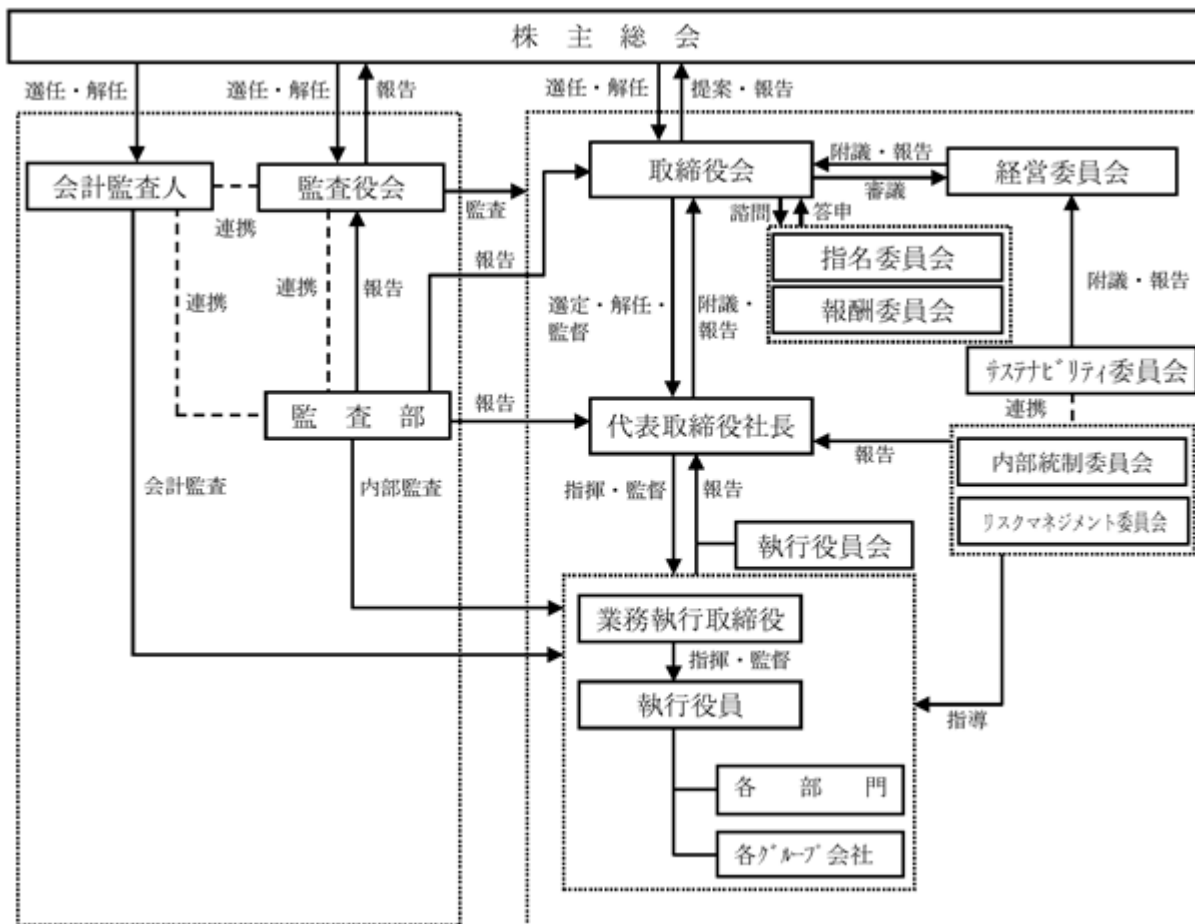 株 主 総 会
選任・解任
選任・解任
報告
選任・解任
提案・報告
会計監査人
監査役会
取締役会
附議・報告
経営委員会
連携
監査
審議
諮問
答申
報告
指名委員会
連携
連携
報告
選定・解任・
監督
附議・
報告
報酬委員会
附議・報告
サステナビリティ委員会
監 査 部
報告
代表取締役社長
連携
報告
内部統制委員会
会計監査
内部監査
指揮・監督
報告
リスクマネジメント委員会
執行役員会
業務執行取締役
指揮・監督
執行役員
指導
各 部 門
各グループ会社